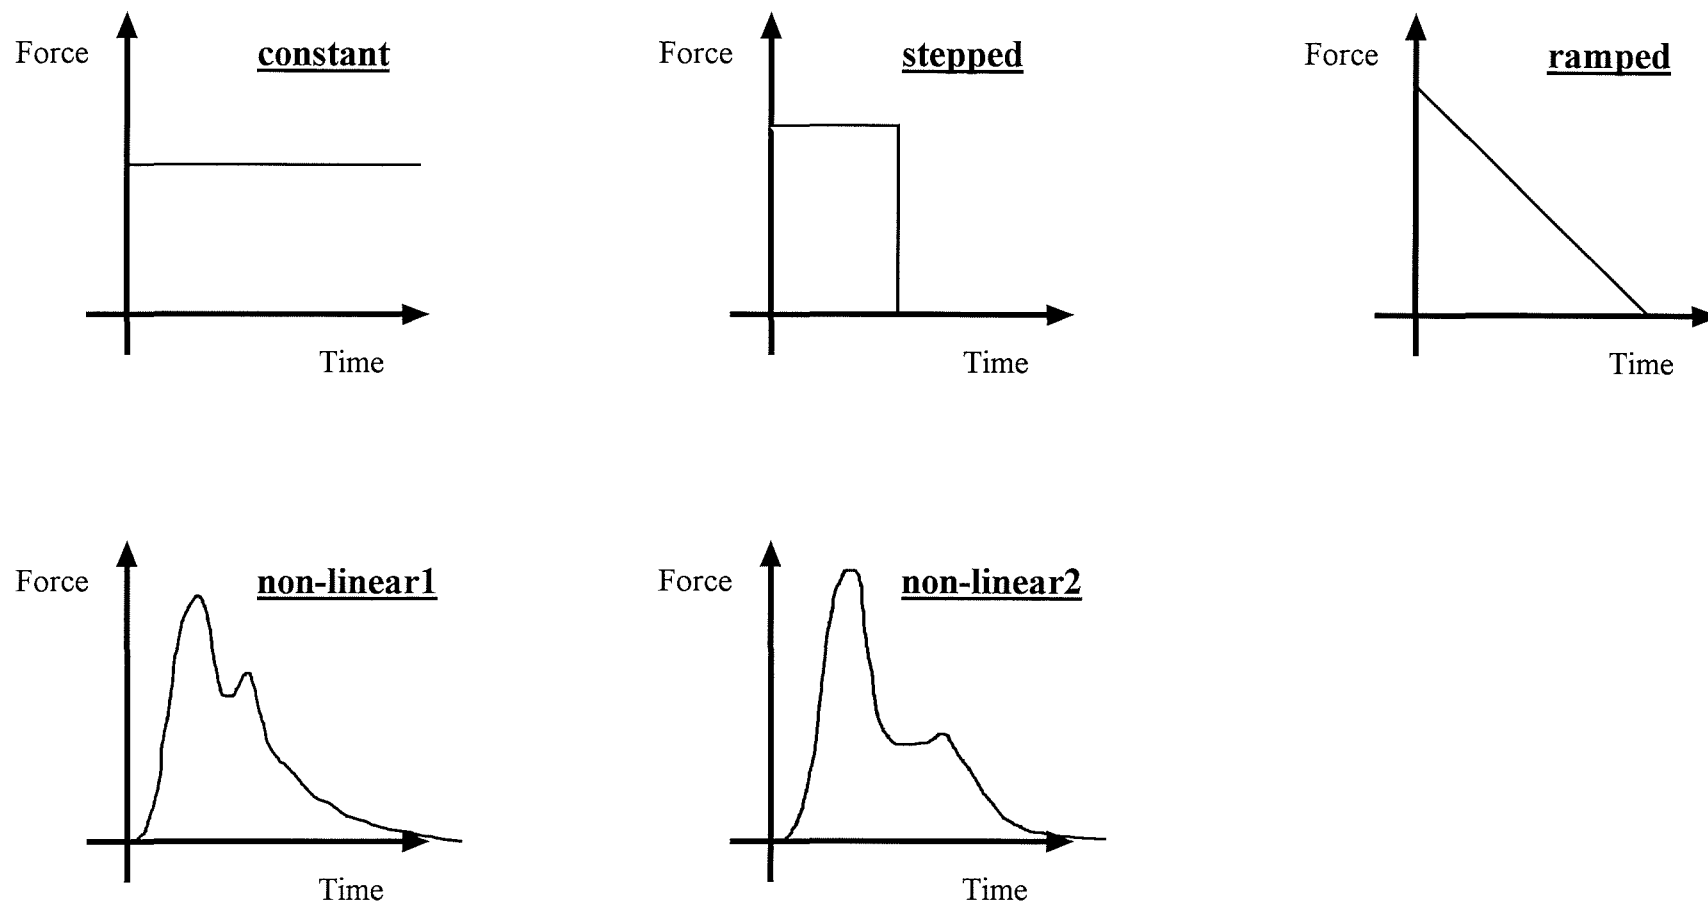 Force constant
Time
Force stepped
Time
Force ramped
Time
Force non-linear1
Time
Force non-linear2
Time